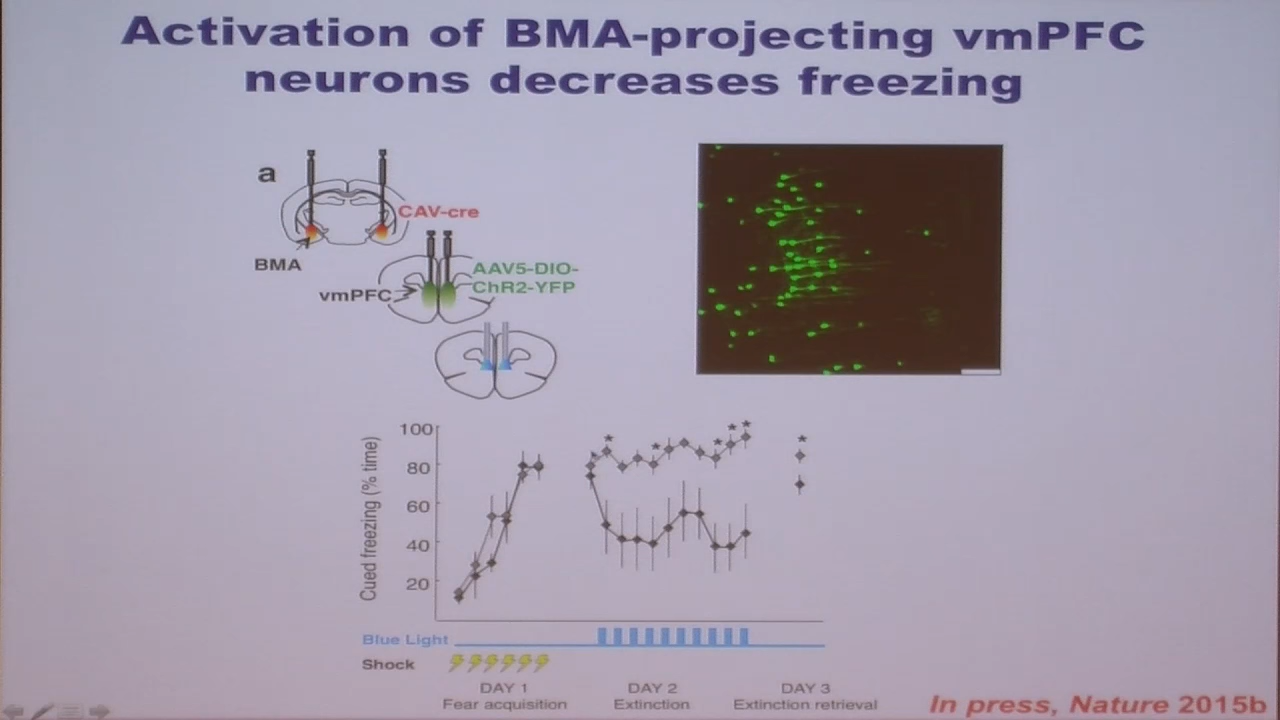 Activation of BMA-projecting vmPFC
neurons decreases freezing
a
CAV-cre
BMA
AAV5-DIO-
ChR2-YFP
vmPFC
Cued freezing (% time)
100
80
60
40
20
* * * * * * *
Blue Light
Shock
DAY 1
Fear acquisition
DAY 2
Extinction
DAY 3
Extinction retrieval
In press, Nature 2015b